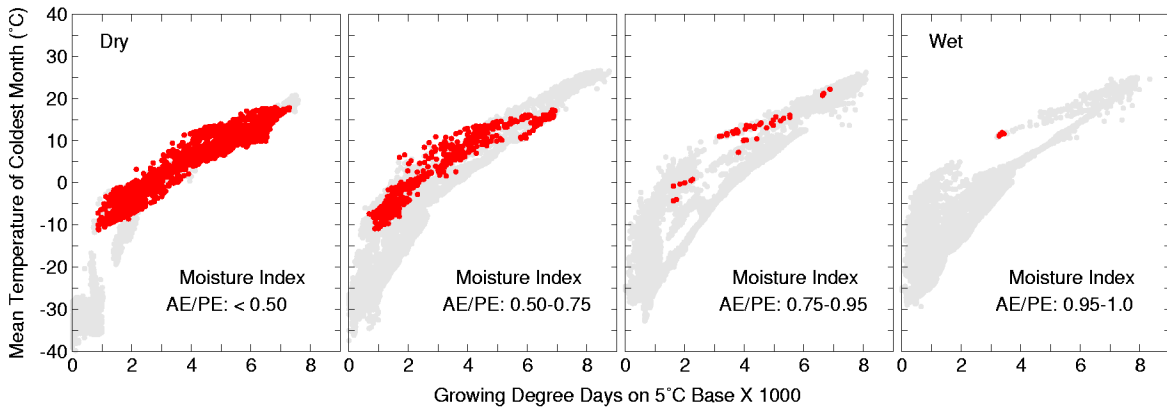 Mean Temperature of Coldest Month (°C)
40
30
20
10
0
-10
-20
-30
-40
Dry
Wet
Moisture Index
AE/PE: < 0.50
Moisture Index
AE/PE: 0.50-0.75
Moisture Index
AE/PE: 0.75-0.95
Moisture Index
AE/PE: 0.95-1.0
0 2 4 6 8
0 2 4 6 8
0 2 4 6 8
0 2 4 6 8
Growing Degree Days on 5°C Base X 1000